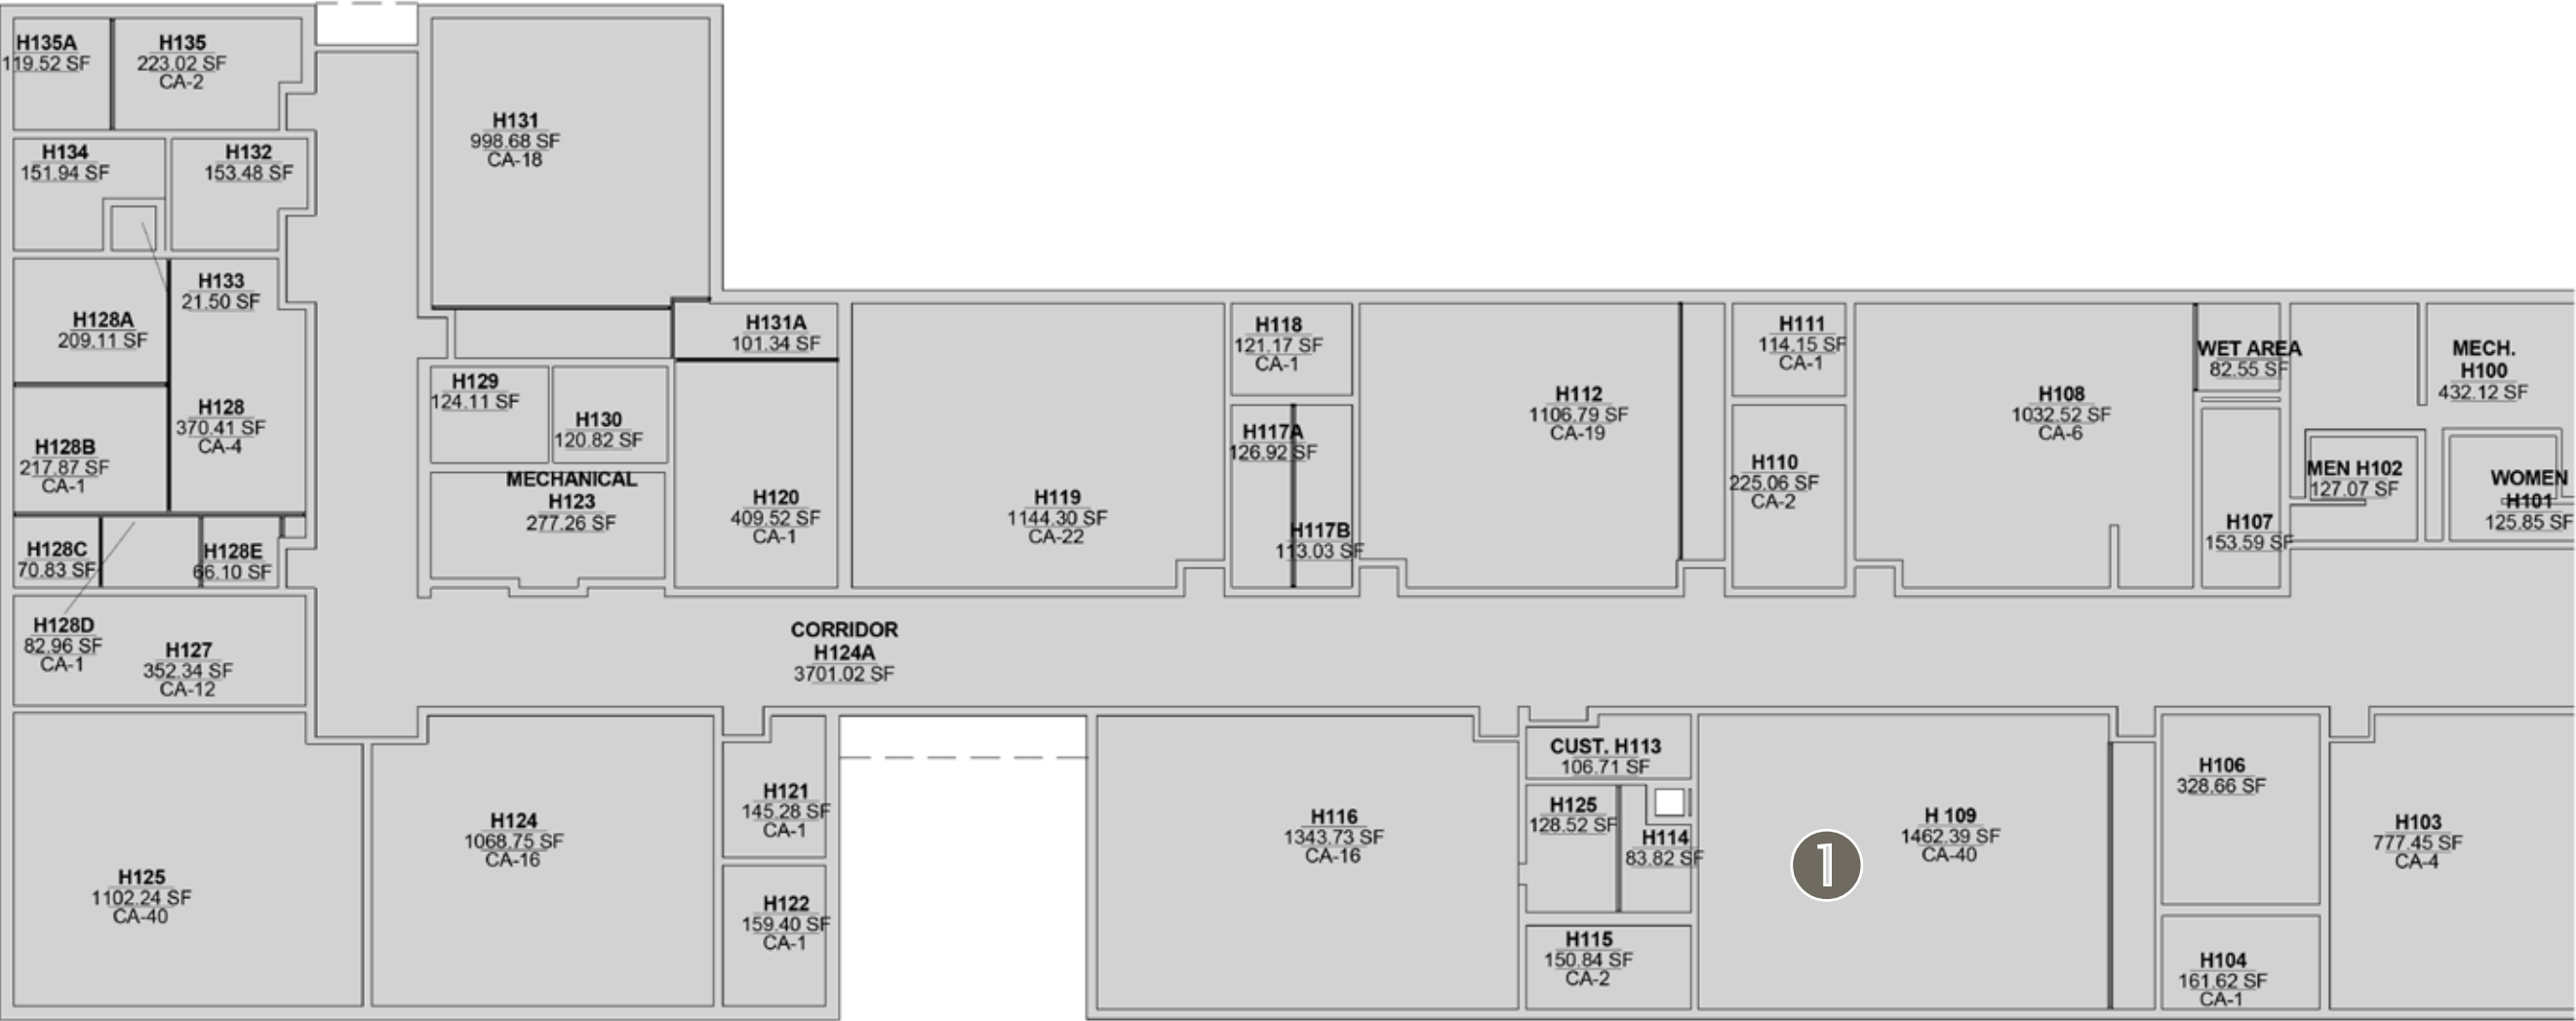 H135A
119.52 SF
H135
223.02 SF
CA-2
H134
151.94 SF
H132
153.48 SF
H133
21.50 SF
H128A
209.11 SF
H128
370.41 SF
CA-4
H128B
217.87 SF
CA-1
H128C
70.83 SF
H128E
66.10 SF
H128D
82.96 SF
CA-1
H127
352.34 SF
CA-12
H125
1102.24 SF
CA-40
H131
998.68 SF
CA-18
H131A
101.34 SF
H129
124.11 SF
H130
120.82 SF
MECHANICAL
H123
277.26 SF
H120
409.52 SF
CA-1
H119
1144.30 SF
CA-22
H118
121.17 SF
CA-1
H117A
126.92 SF
H117B
113.03 SF
H112
1106.79 SF
CA-19
H111
114.15 SF
CA-1
H110
225.06 SF
CA-2
H108
1032.52 SF
CA-6
WET AREA
82.55 SF
H107
153.59 SF
MECH.
H100
432.12 SF
MEN H102
127.07 SF
WOMEN
H101
125.85 SF
CORRIDOR
H124A
3701.02 SF
H124
1068.75 SF
CA-16
H121
145.28 SF
CA-1
H122
159.40 SF
CA-1
H116
1343.73 SF
CA-16
CUST. H113
106.71 SF
H125
128.52 SF
H114
83.82 SF
H115
150.84 SF
CA-2
1
H 109
1462.39 SF
CA-40
H106
328.66 SF
H104
161.62 SF
CA-1
H103
777.45 SF
CA-4